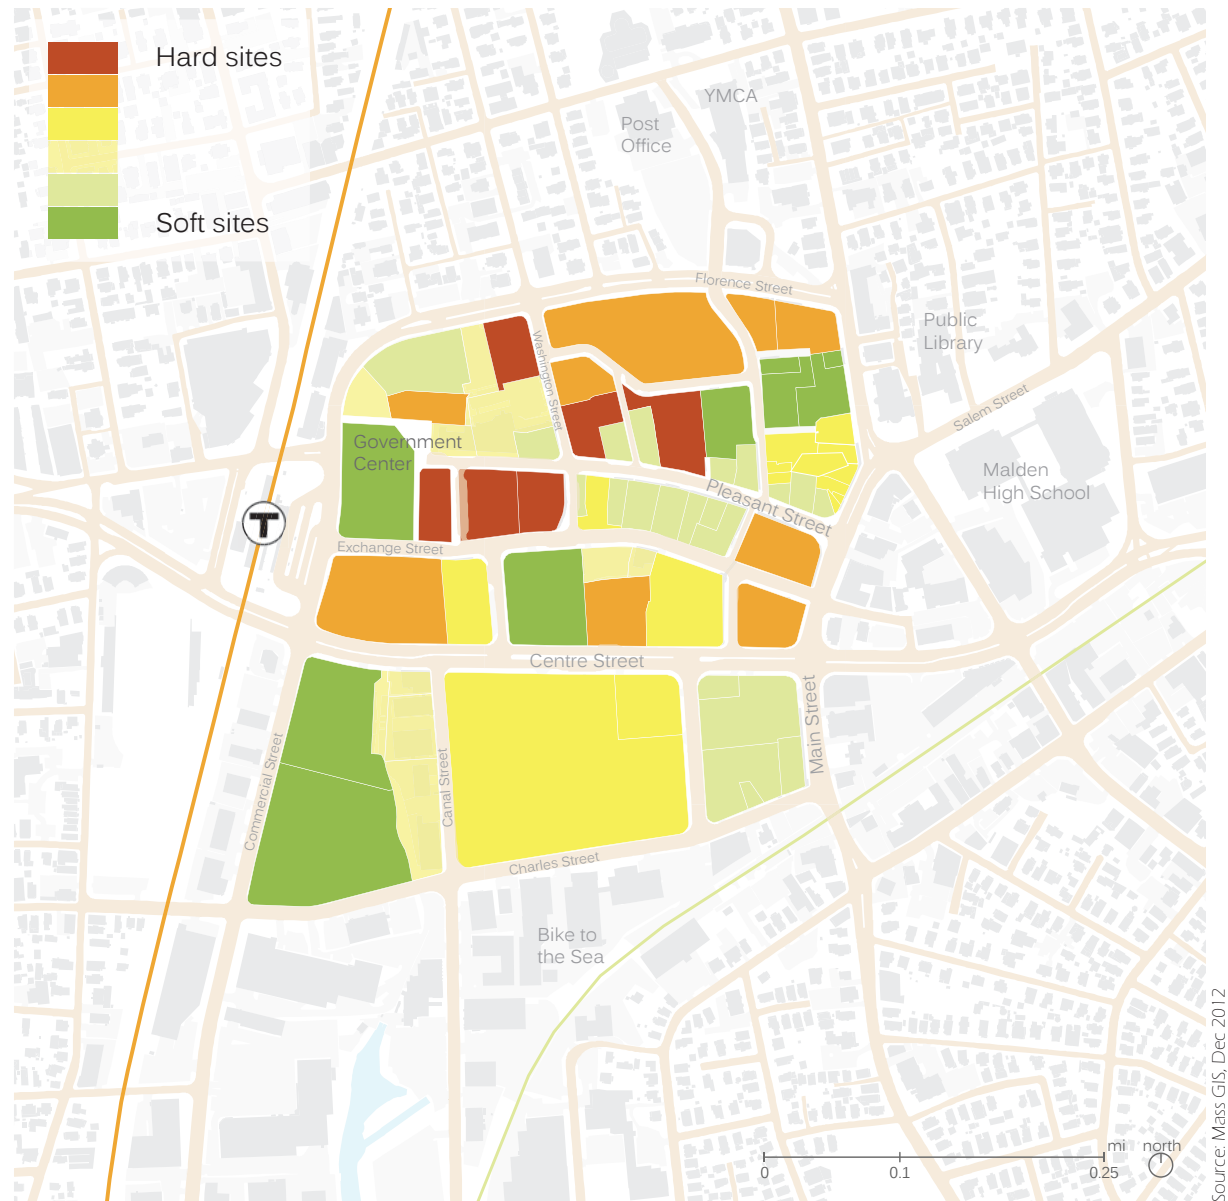 Hard sites
Soft sites
YMCA
Post
Office
Florence Street
Public
Library
Washington Street
Salem Street
Government
Center
Malden
High School
Pleasant Street
T
Exchange Street
Centre Street
Main Street
Commercial Street
Canal Street
Charles Street
Bike to
the Sea
mi
north
0
0.1
0.25
Source: Mass GIS, Dec 2012